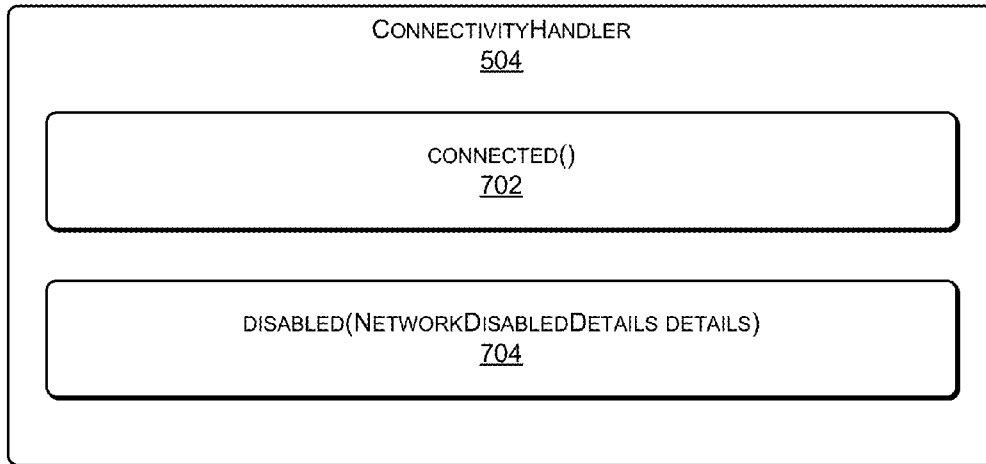 CONNECTIVITYHANDLER
504
CONNECTED()
702
DISABLED(NETWORKDISABLEDDETAILS DETAILS)
704